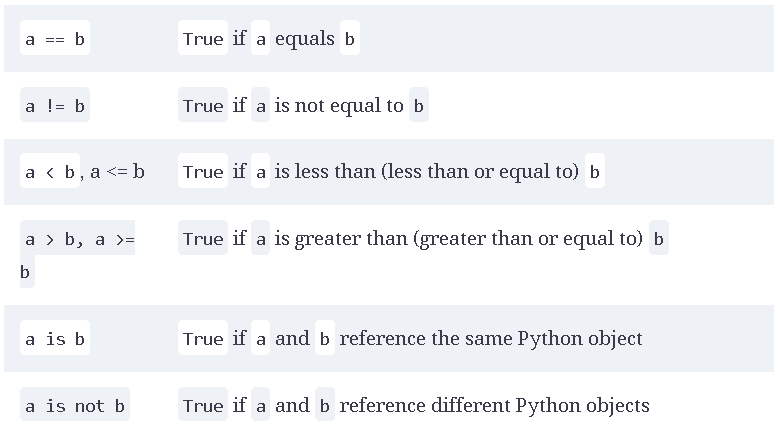 a == b True if a equals b
a != b True if a is not equal to b
a < b, a <= b True if a is less than (less than or equal to) b
a > b, a >= True if a is greater than (greater than or equal to) b
b
a is b True if a and b reference the same Python object
a is not b True if a and b reference different Python objects